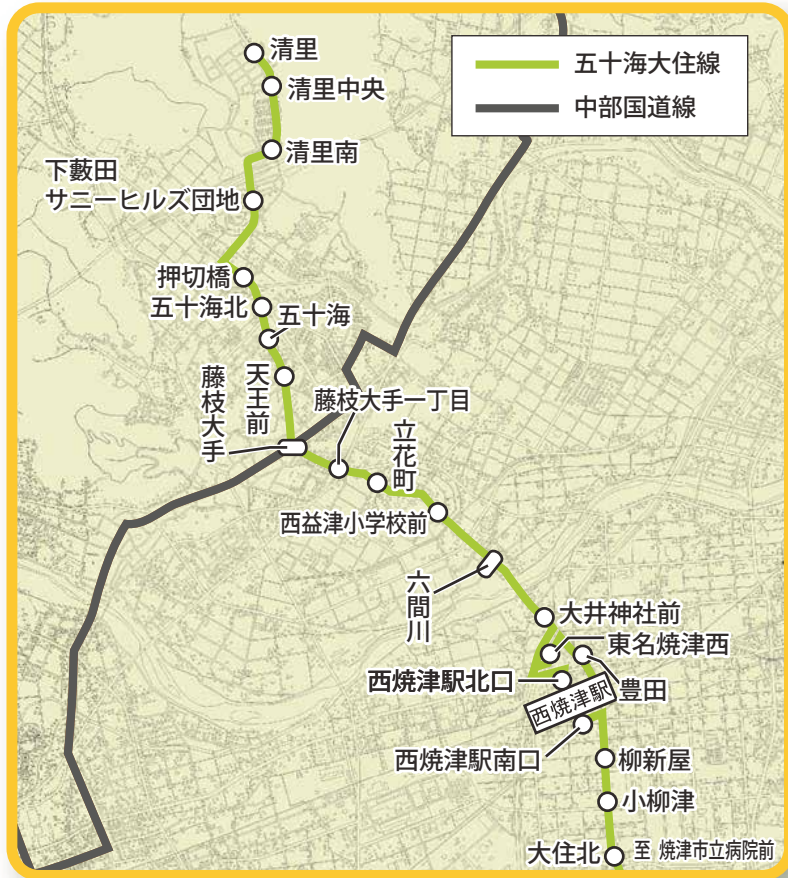 清里
清里中央
清里南
五十海大住線
中部国道線
下藪田
サニーヒルズ団地
押切橋
五十海北
五十海
天王前
藤枝大手
藤枝大手一丁目
立花町
西益津小学校前
六間川
大井神社前
東名焼津西
西焼津駅北口
豊田
西焼津駅
西焼津駅南口
柳新屋
小柳津
大住北
至 焼津市立病院前